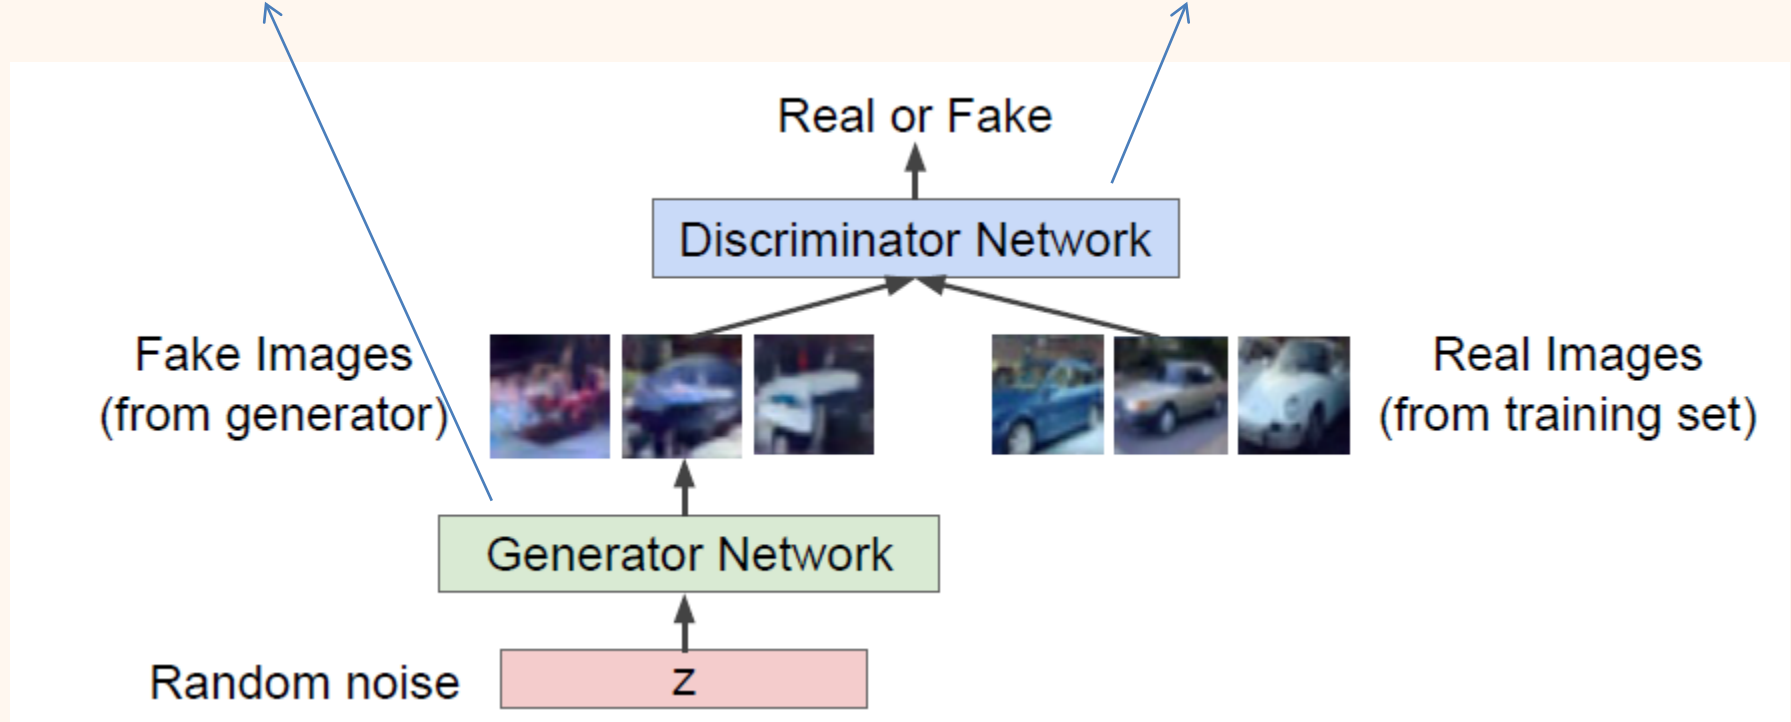 Real or Fake
Discriminator Network
Fake Images
(from generator)
Real Images
(from training set)
Generator Network
Random noise
z